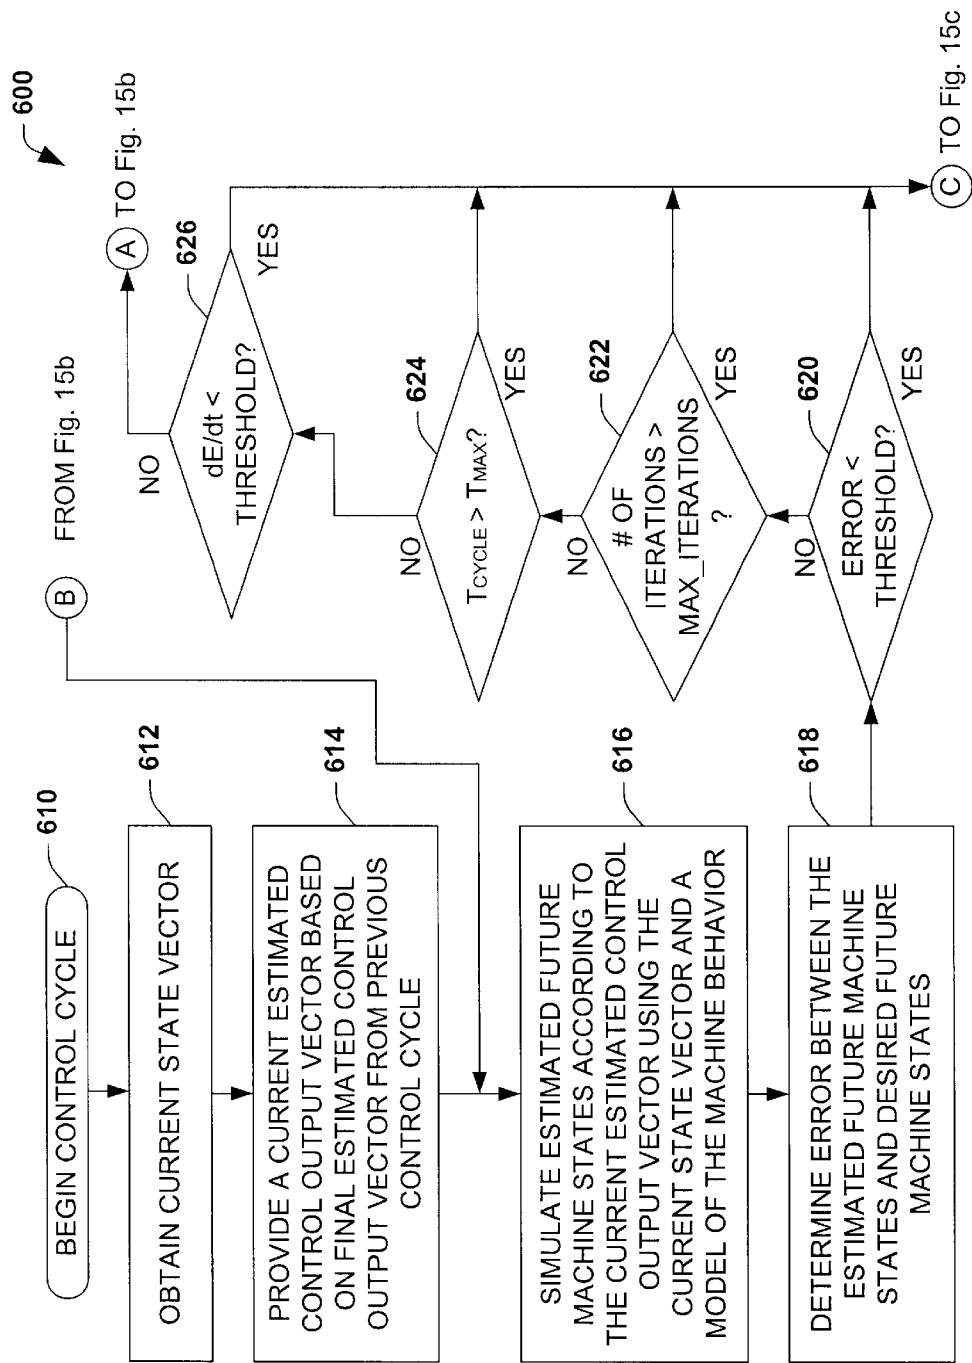 600
610
BEGIN CONTROL CYCLE
612
OBTAIN CURRENT STATE VECTOR
614
PROVIDE A CURRENT ESTIMATED
CONTROL OUTPUT VECTOR BASED
ON FINAL ESTIMATED CONTROL
OUTPUT VECTOR FROM PREVIOUS
CONTROL CYCLE
B FROM Fig. 15b
616
SIMULATE ESTIMATED FUTURE
MACHINE STATES ACCORDING TO
THE CURRENT ESTIMATED CONTROL
OUTPUT VECTOR USING THE
CURRENT STATE VECTOR AND A
MODEL OF THE MACHINE BEHAVIOR
618
DETERMINE ERROR BETWEEN THE
ESTIMATED FUTURE MACHINE
STATES AND DESIRED FUTURE
MACHINE STATES
620
ERROR <
THRESHOLD?
NO
YES
622
# OF
ITERATIONS >
MAX_ITERATIONS
?
NO
YES
624
TCYCLE > TMAX?
NO
YES
626
dE/dt <
THRESHOLD?
NO
YES
A TO Fig. 15b
C TO Fig. 15c